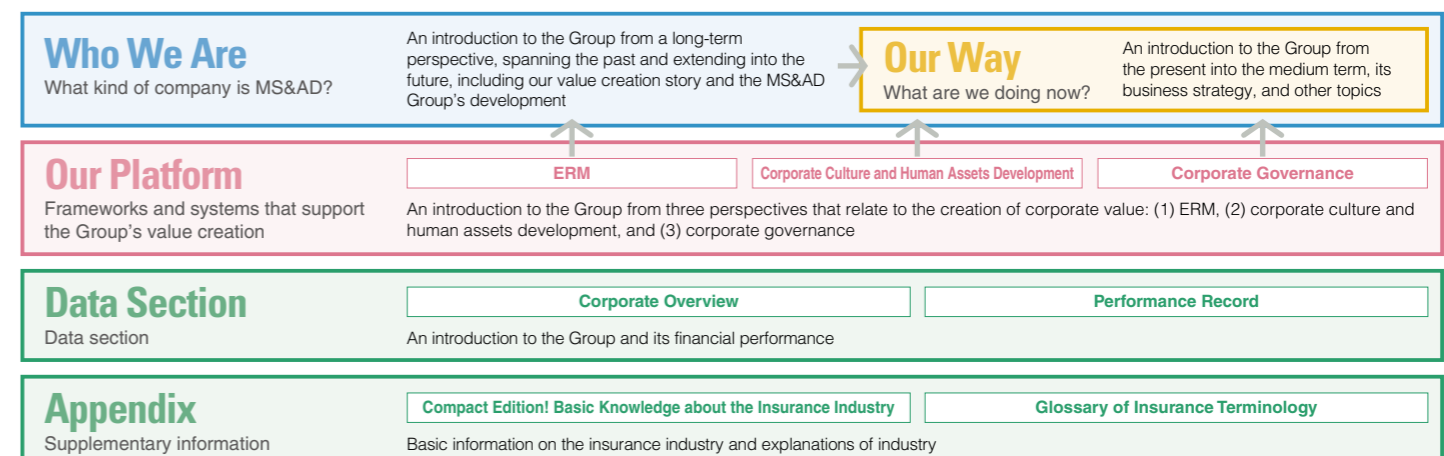 Who We Are
What kind of company is MS&AD?
An introduction to the Group from a long-term
perspective, spanning the past and extending into the
future, including our value creation story and the MS&AD
Group's development
Our Way
What are we doing now?
An introduction to the Group from
the present into the medium term, its
business strategy, and other topics
Our Platform
Frameworks and systems that support
the Group's value creation
ERM
Corporate Culture and Human Assets Development
Corporate Governance
An introduction to the Group from three perspectives that relate to the creation of corporate value: (1) ERM, (2) corporate culture and
human assets development, and (3) corporate governance
Data Section
Data section
Corporate Overview
Performance Record
An introduction to the Group and its financial performance
Appendix
Supplementary information
Compact Edition! Basic Knowledge about the Insurance Industry
Glossary of Insurance Terminology
Basic information on the insurance industry and explanations of industry